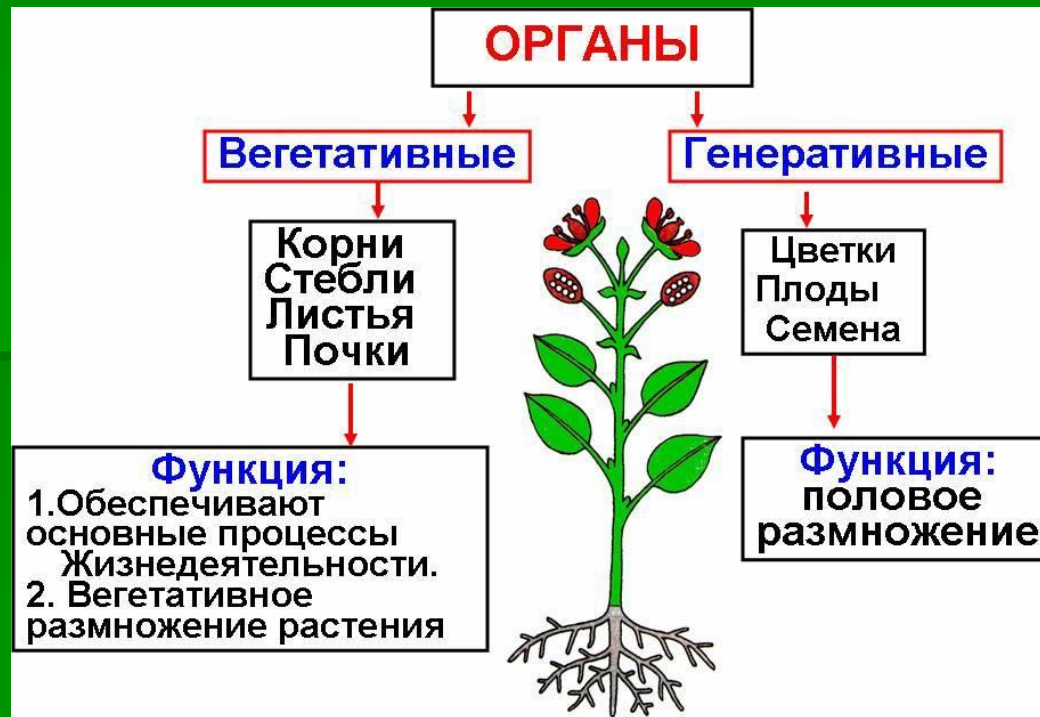 ОРГАНЫ
Вегетативные
Генеративные
Корни
Стебли
Листья
Почки
Цветки
Плоды
Семена
Функция:
1.Обеспечивают
основные процессы
Жизнедеятельности.
2. Вегетативное
размножение растения
Функция:
половое
размножение